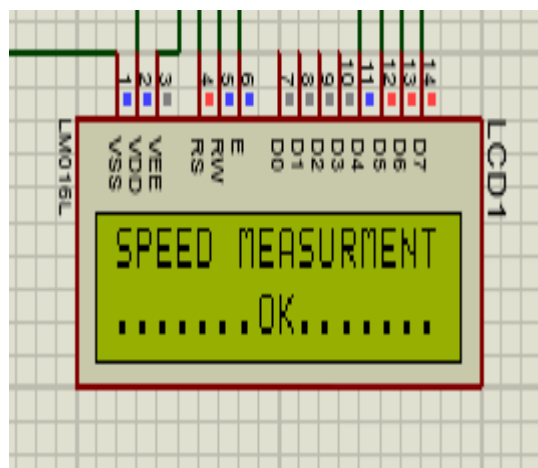 1 2 3 4 5 6 7 8 9 10 11 12 13 14
VSS VDD VEE RS RW E D0 D1 D2 D3 D4 D5 D6 D7
LM016L
LCD1
SPEED MEASURMENT
.......OK.......